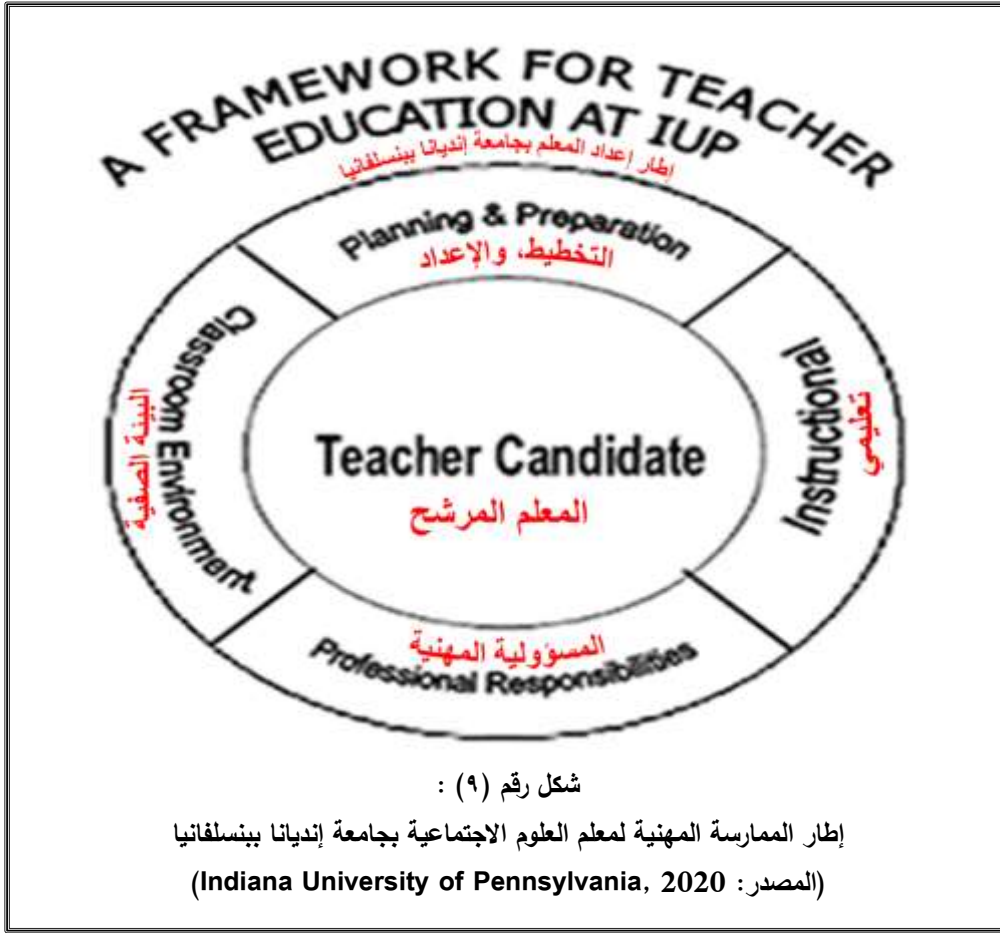 A FRAMEWORK FOR TEACHER
EDUCATION AT IUP
إطار إعداد المعلم بجامعة إنديانا ببنسلفانيا
Planning & Preparation
التخطيط، والإعداد
Classroom Environment
البيئة الصفية
Instructional
تعليمي
Teacher Candidate
المعلم المرشح
المسؤولية المهنية
Professional Responsibilities
شكل رقم (٩) :
إطار الممارسة المهنية لمعلم العلوم الاجتماعية بجامعة إنديانا ببنسلفانيا
(المصدر: Indiana University of Pennsylvania, 2020)